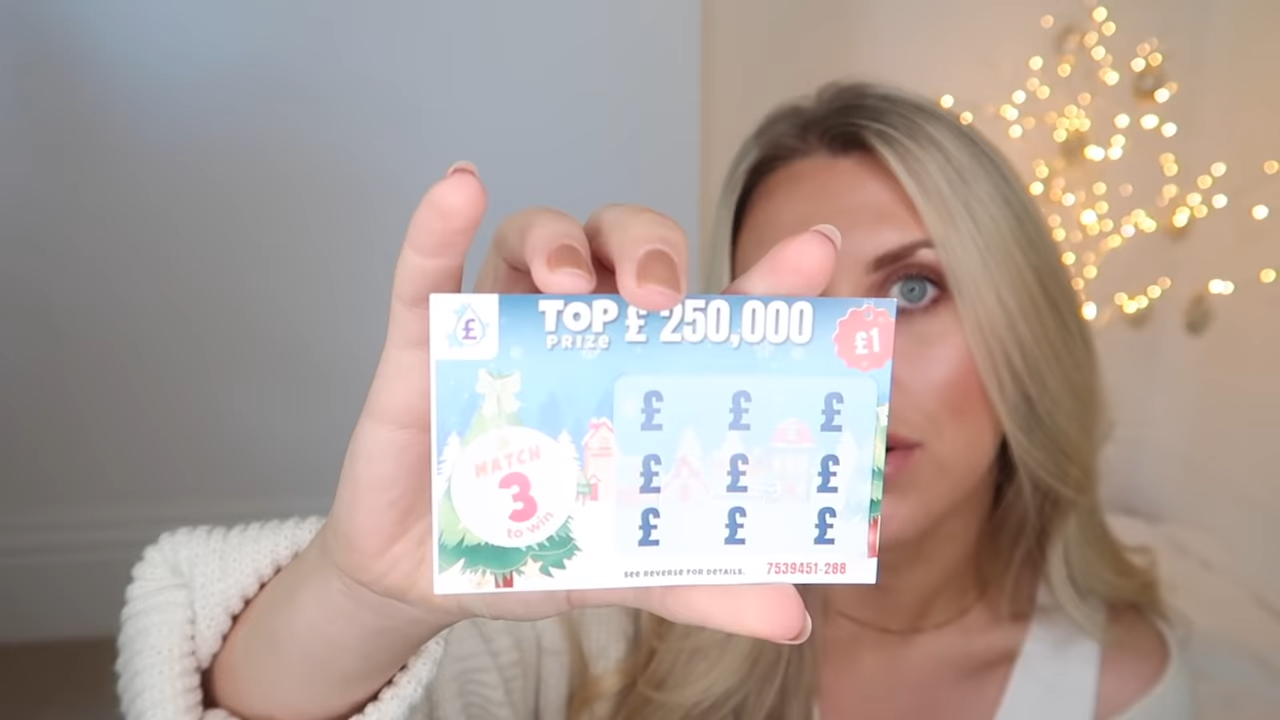 £
TOP PRIZE £ 250,000
£1
£ £ £
£ £ £
£ £ £
MATCH
3
to win
See reverse for details.
7539451-288